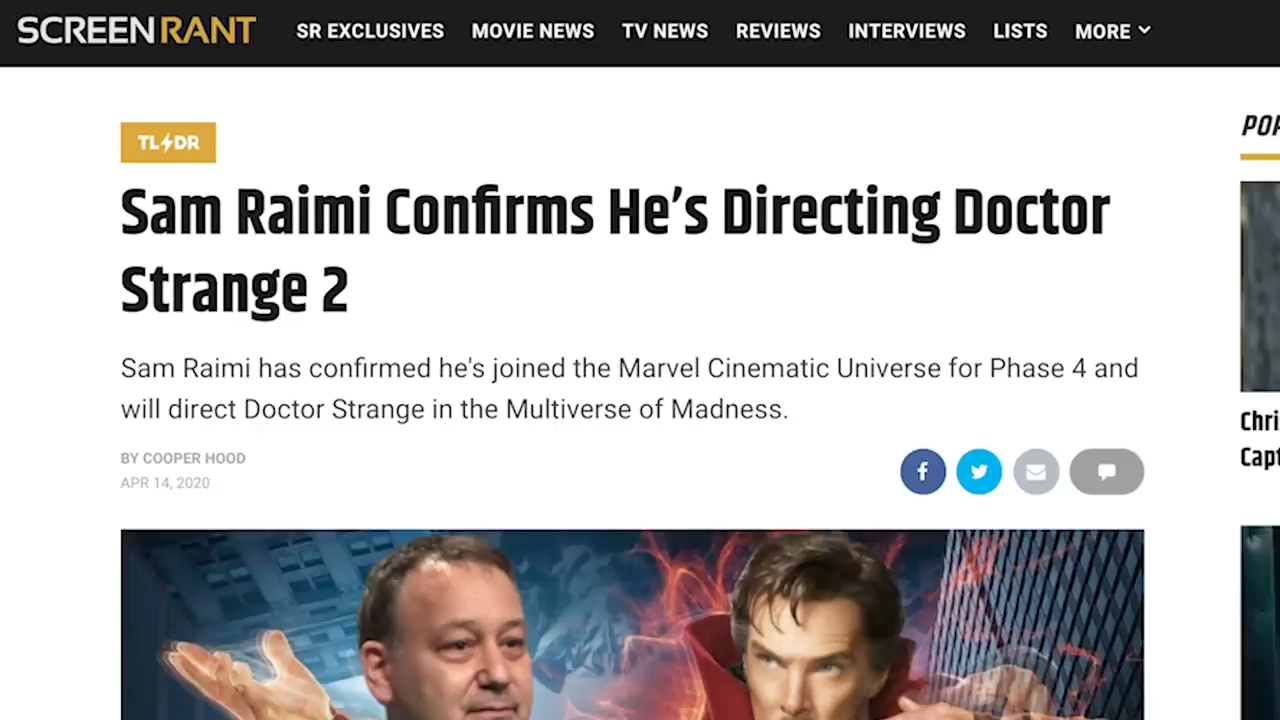 SCREENRANT SR EXCLUSIVES MOVIE NEWS TV NEWS REVIEWS INTERVIEWS LISTS MORE
TL DR
Sam Raimi Confirms He’s Directing Doctor
Strange 2
Sam Raimi has confirmed he's joined the Marvel Cinematic Universe for Phase 4 and
will direct Doctor Strange in the Multiverse of Madness.
BY COOPER HOOD
APR 14, 2020